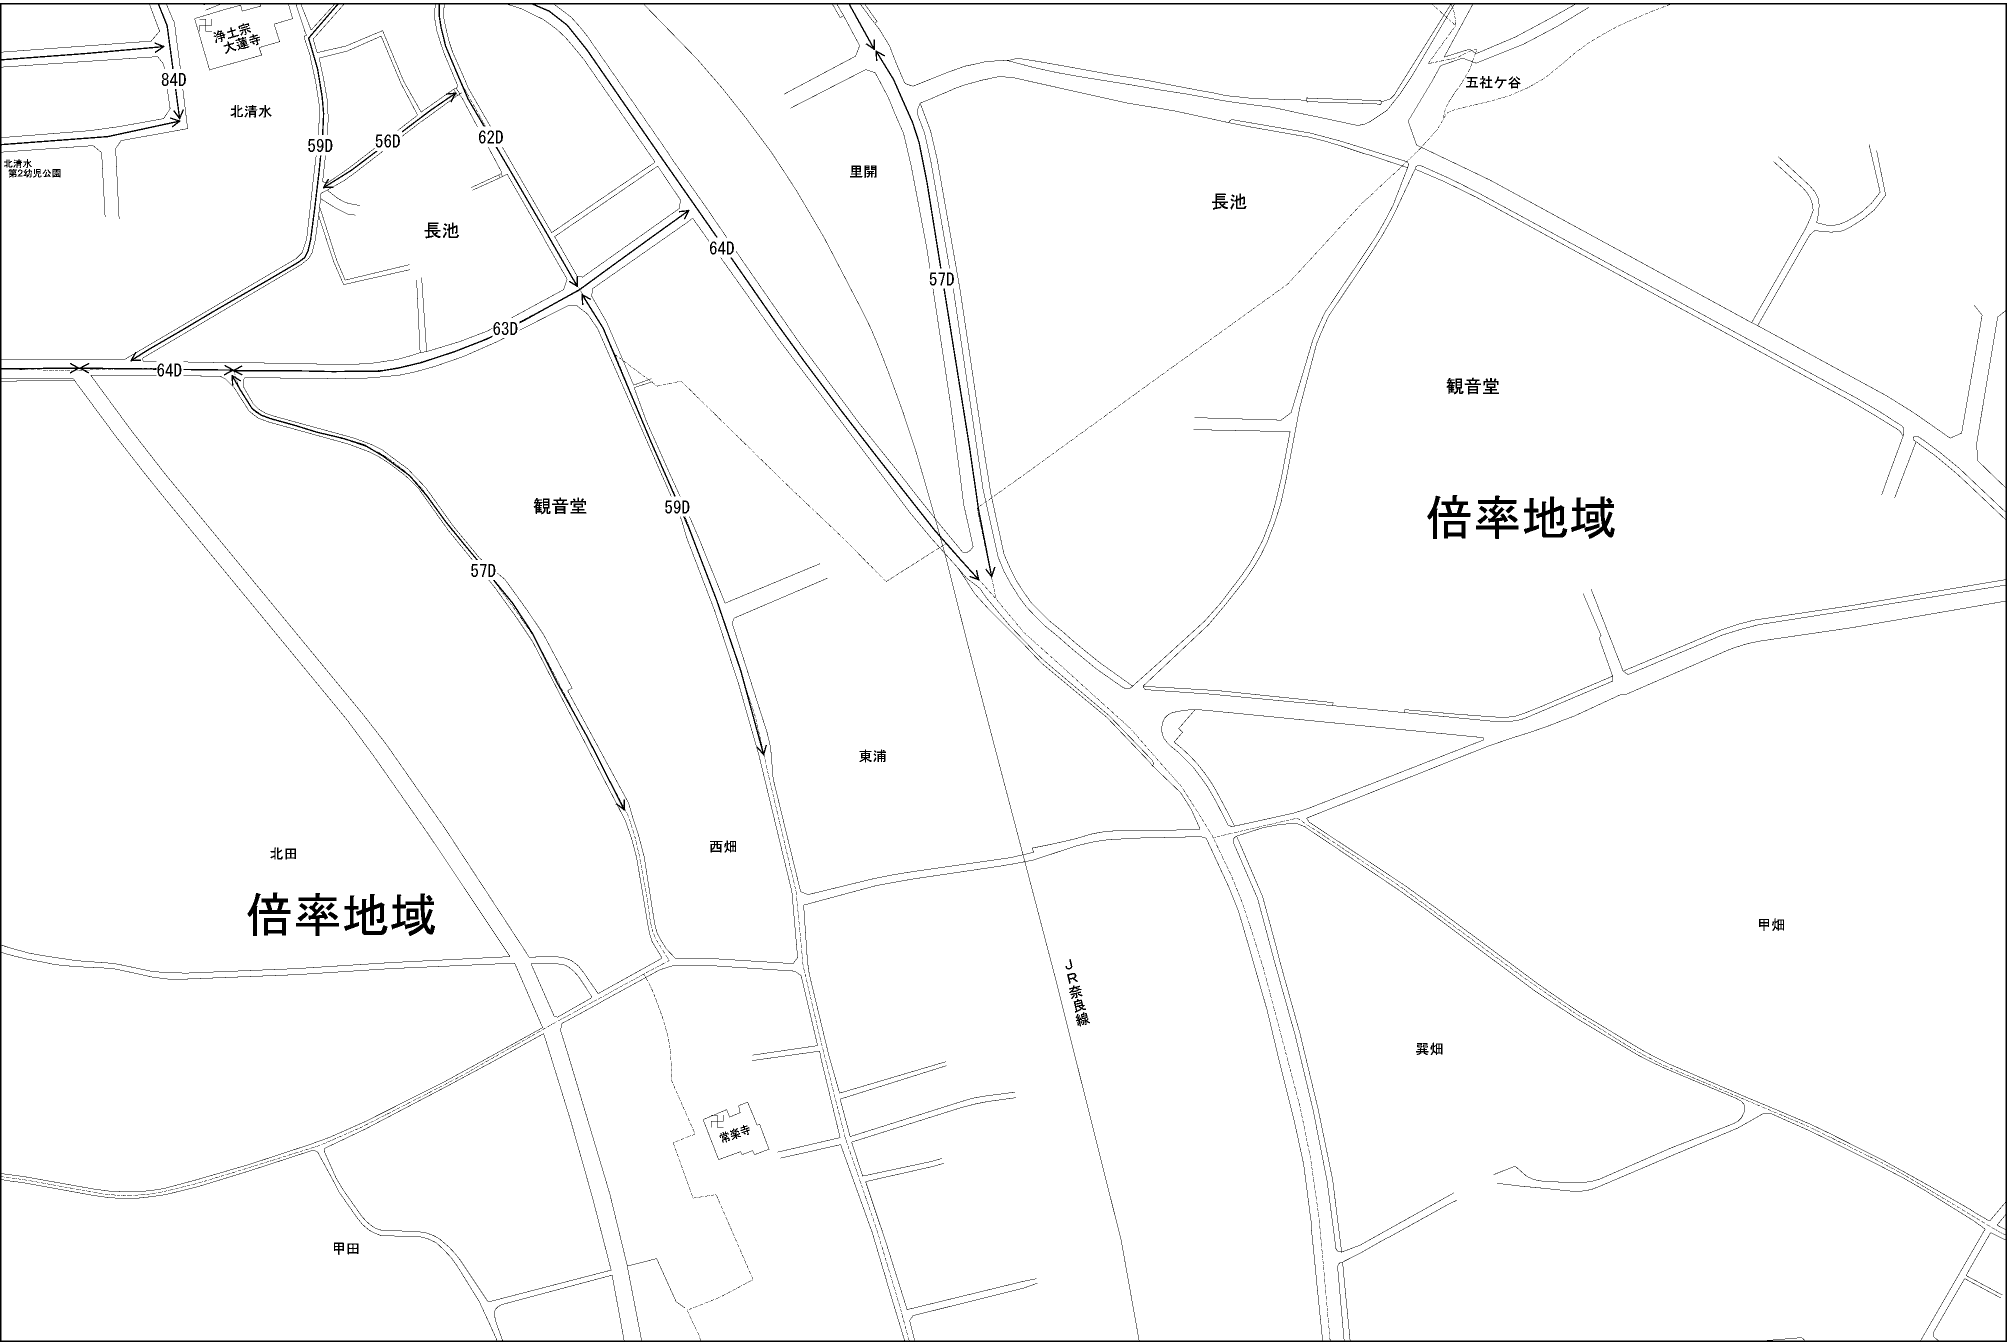 浄土宗
大蓮寺
84D
五社ケ谷
北清水
62D
56D
59D
北清水
第2幼児公園
里開
長池
長池
64D
57D
63D
64D
観音堂
観音堂
59D
倍率地域
57D
東浦
西畑
北田
倍率地域
甲畑
JR奈良線
巽畑
常楽寺
甲田